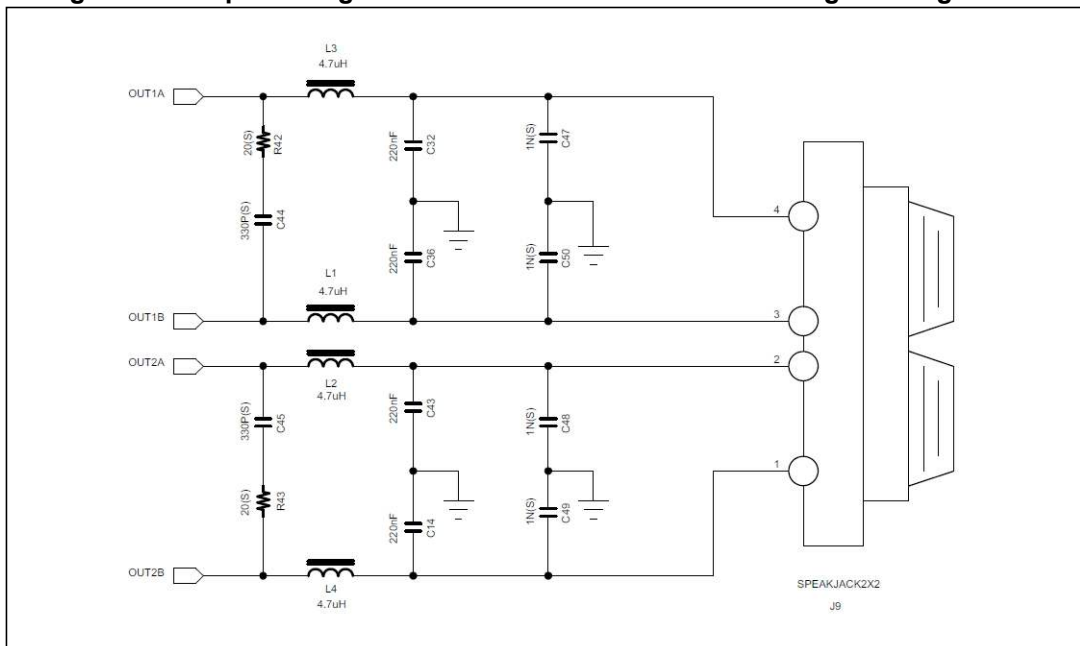 L3
4.7uH
OUT1A
20(S)
R42
220nF
C32
1N(S)
C47
330P(S)
C44
4
220nF
C36
1N(S)
C50
L1
4.7uH
OUT1B
3
OUT2A
2
L2
4.7uH
330P(S)
C45
220nF
C43
1N(S)
C48
1
20(S)
R43
220nF
C14
1N(S)
C49
OUT2B
L4
4.7uH
SPEAKJACK2X2
J9